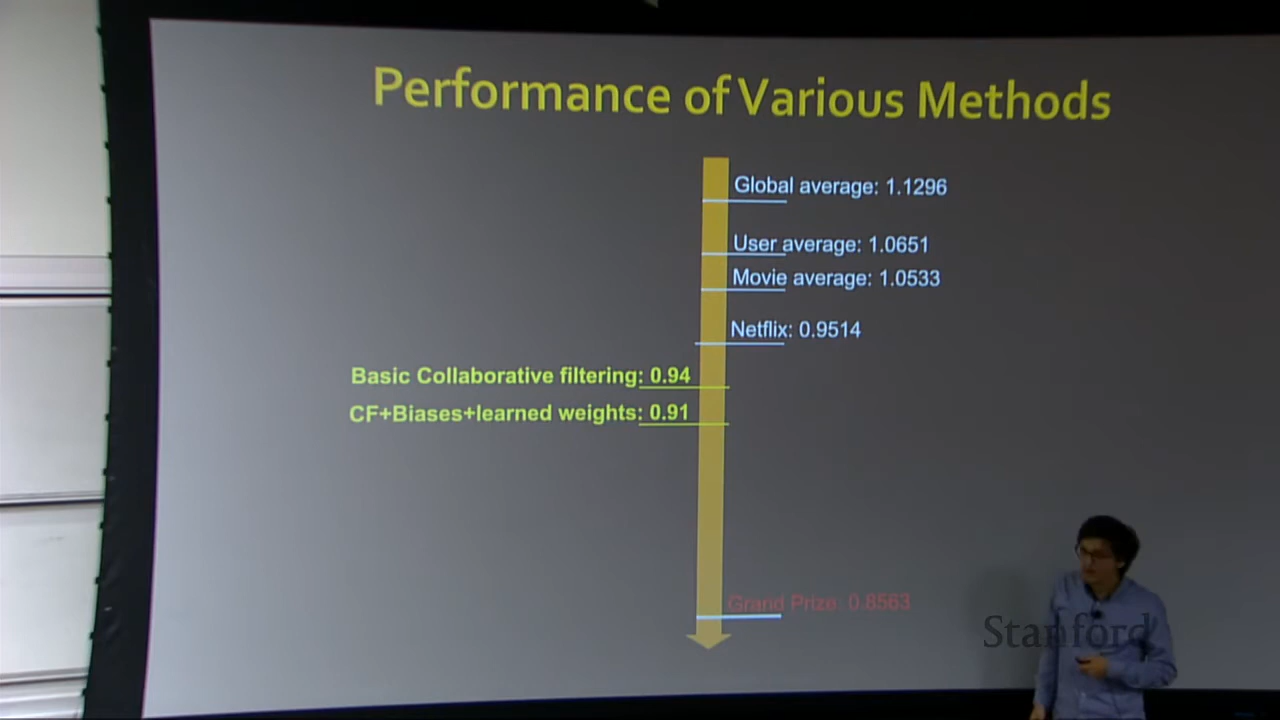 Performance of Various Methods
Global average: 1.1296
User average: 1.0651
Movie average: 1.0533
Netflix: 0.9514
Basic Collaborative filtering: 0.94
CF+Biases+learned weights: 0.91
Grand Prize: 0.8563
Stanford